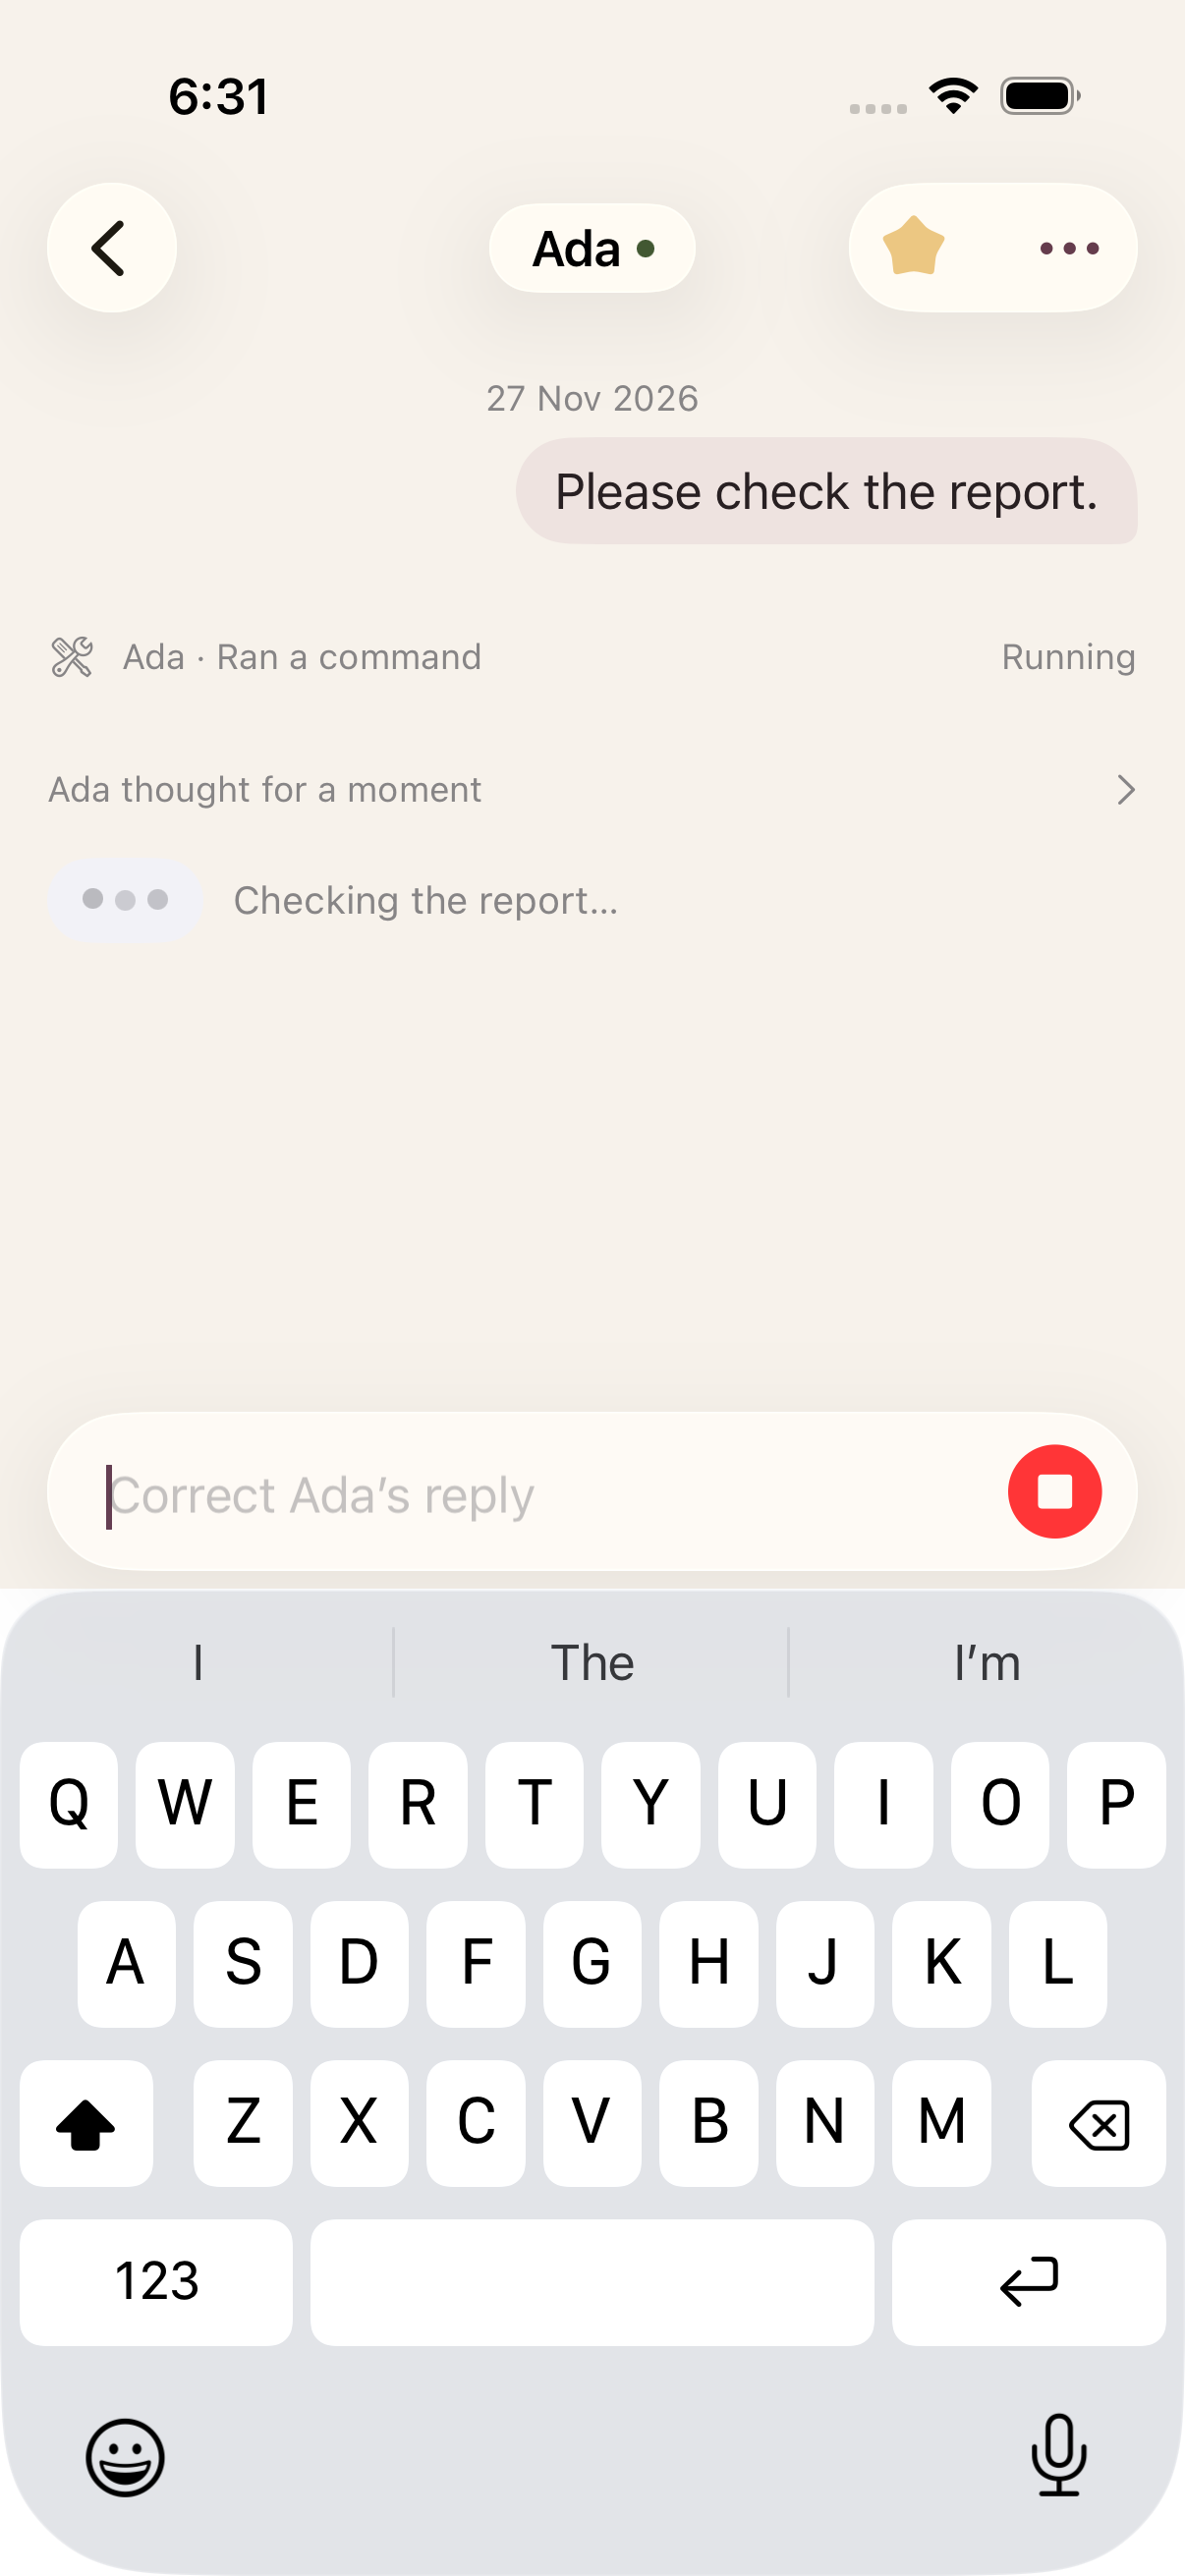 6:31
Ada
27 Nov 2026
Please check the report.
Ada · Ran a command
Running
Ada thought for a moment
Checking the report...
Correct Ada’s reply
I
The
I’m
Q W E R T Y U I O P
A S D F G H J K L
Z X C V B N M
123